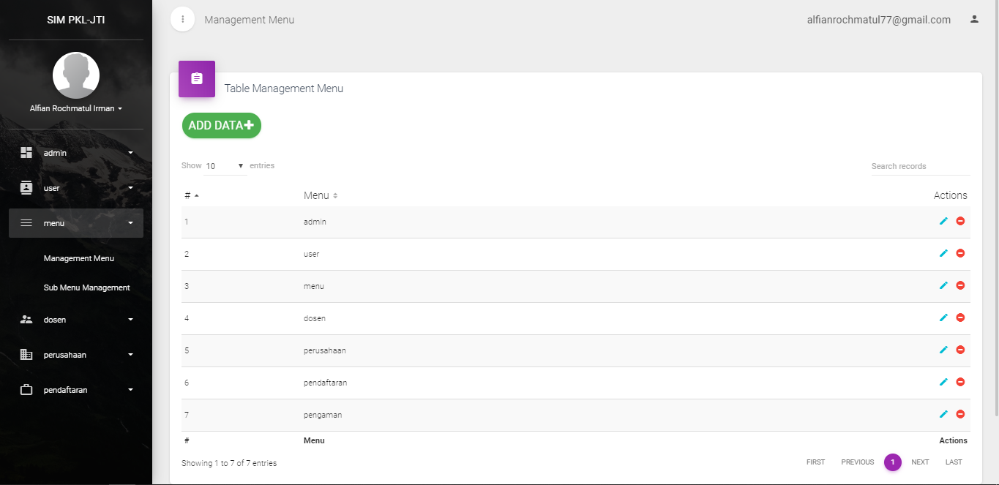 SIM PKL-JTI
Alfian Rochmatul Irman
admin
user
menu
Management Menu
Sub Menu Management
dosen
perusahaan
pendaftaran
Management Menu
alfianrochmatul77@gmail.com
Table Management Menu
ADD DATA
Show 10 entries
Search records
# Menu Actions
1 admin
2 user
3 menu
4 dosen
5 perusahaan
6 pendaftaran
7 pengaman
# Menu Actions
Showing 1 to 7 of 7 entries
FIRST PREVIOUS 1 NEXT LAST